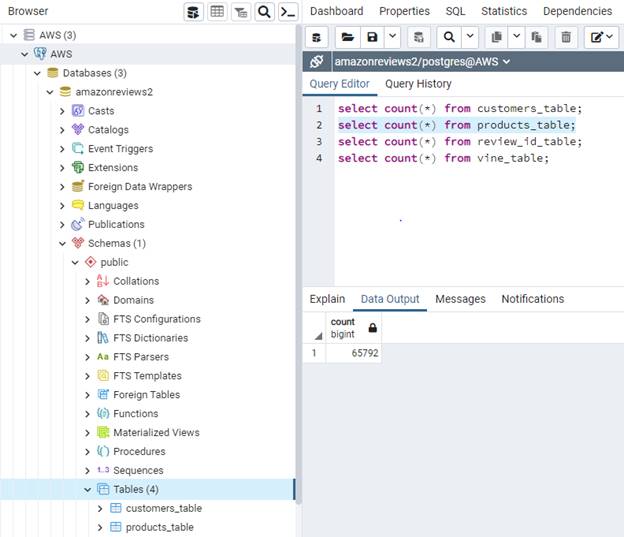 Browser
AWS (3)
AWS
Databases (3)
amazonreviews2
Casts
Catalogs
Event Triggers
Extensions
Foreign Data Wrappers
Languages
Publications
Schemas (1)
public
Collations
Domains
FTS Configurations
FTS Dictionaries
Aa FTS Parsers
FTS Templates
Foreign Tables
Functions
Materialized Views
Procedures
1..3 Sequences
Tables (4)
customers_table
products_table
Dashboard Properties SQL Statistics Dependencies
amazonreviews2/postgres@AWS
Query Editor Query History
1 select count(*) from customers_table;
2 select count(*) from products_table;
3 select count(*) from review_id_table;
4 select count(*) from vine_table;
Explain Data Output Messages Notifications
count
bigint
1 65792